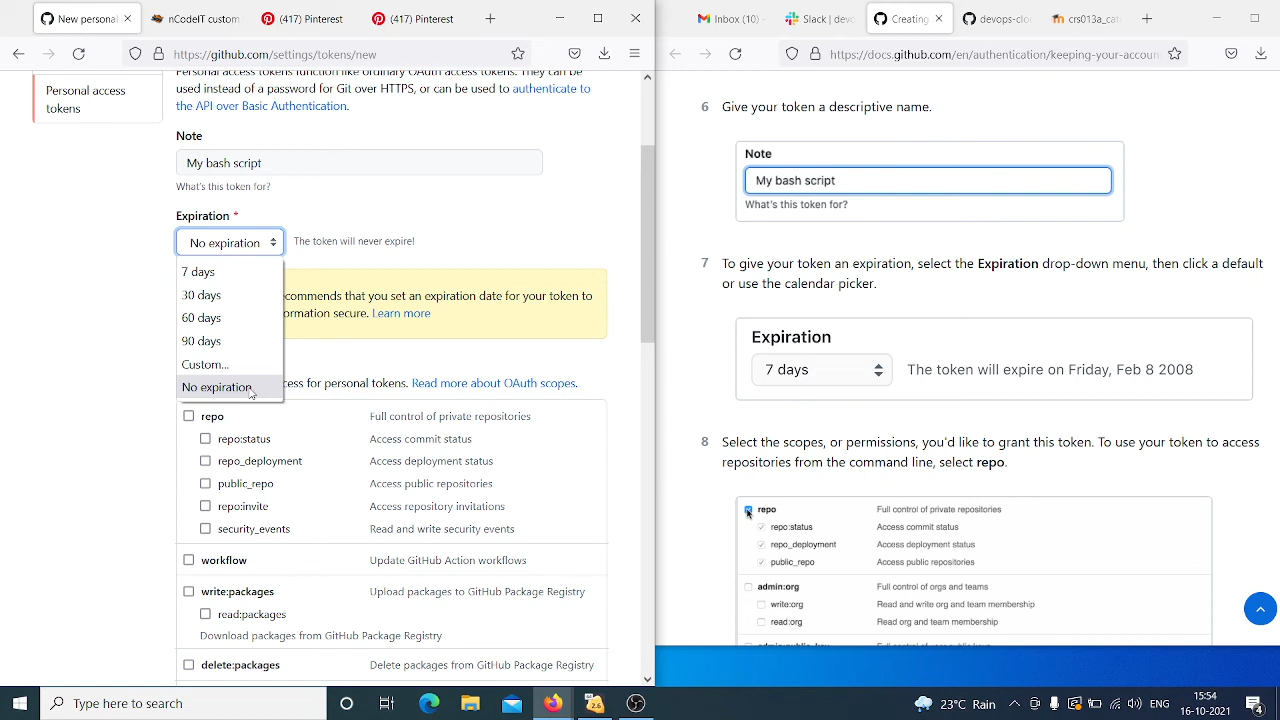 New personal
nCodeIT custom
(417) Pinterest
(417) Pinterest
https://github.com/settings/tokens/new
Personal access
tokens
Personal access tokens function like ordinary OAuth access tokens. They can be
used instead of a password for Git over HTTPS, or can be used to authenticate to
the API over Basic Authentication.
Note
My bash script
What's this token for?
Expiration *
No expiration
The token will never expire!
7 days
30 days
60 days
90 days
Custom...
No expiration
commends that you set an expiration date for your token to
ormation secure. Learn more
cess for personal tokens. Read more about OAuth scopes.
repo
Full control of private repositories
repo:status
Access commit status
repo_deployment
Access deployment status
public_repo
Access public repositories
repo:invite
Access repository invitations
security_events
Read and write security events
workflow
Update GitHub Action workflows
write:packages
Upload packages to GitHub Package Registry
read:packages
Download packages from GitHub Package Registry
delete:packages
Delete packages from GitHub Package Registry
Inbox (10)
Slack | dev
Creating
devops-clo
crs013a_cat
https://docs.github.com/en/authentication/keeping-your-accoun
6 Give your token a descriptive name.
Note
My bash script
What's this token for?
7 To give your token an expiration, select the Expiration drop-down menu, then click a default
or use the calendar picker.
Expiration
7 days
The token will expire on Friday, Feb 8 2008
8 Select the scopes, or permissions, you'd like to grant this token. To use your token to access
repositories from the command line, select repo.
repo
Full control of private repositories
repo:status
Access commit status
repo_deployment
Access deployment status
public_repo
Access public repositories
admin:org
Full control of orgs and teams
write:org
Read and write org and team membership
read:org
Read org and team membership
Type here to search
2.6
23°C Rain
ENG
15:54
16-10-2021